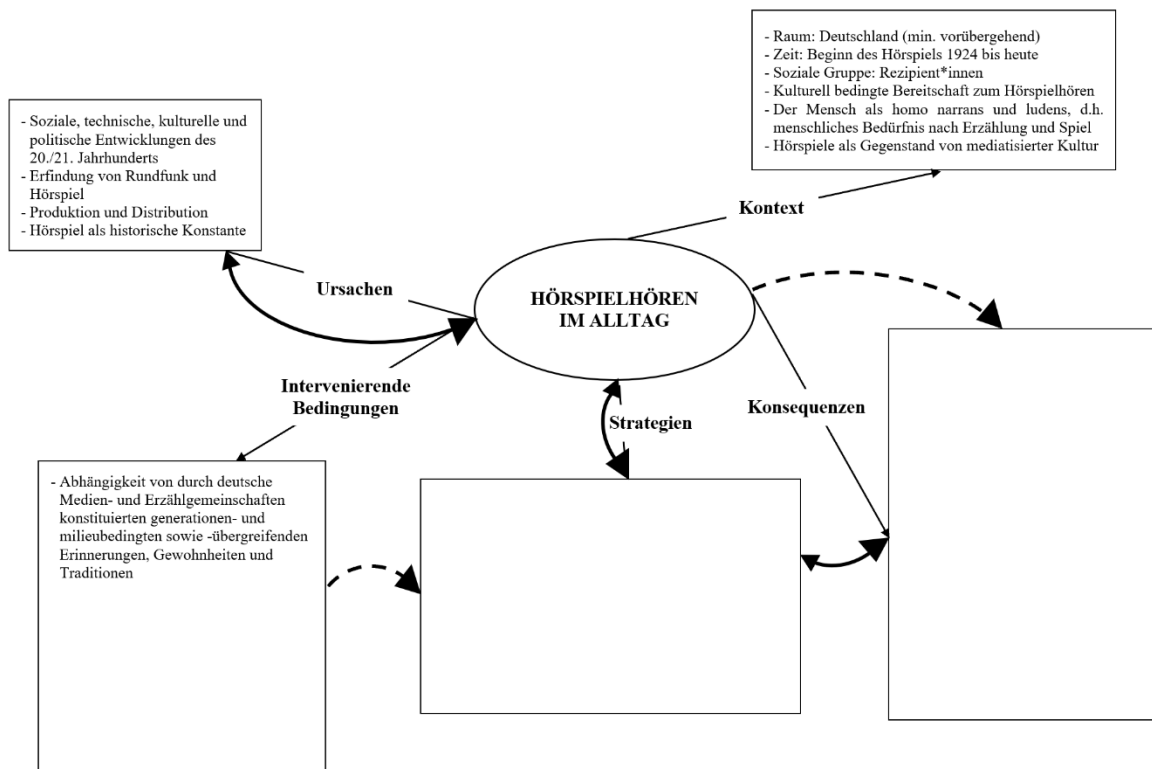 - Raum: Deutschland (min. vorübergehend)
- Zeit: Beginn des Hörspiels 1924 bis heute
- Soziale Gruppe: Rezipient*innen
- Kulturell bedingte Bereitschaft zum Hörspielhören
- Der Mensch als homo narrans und ludens, d.h.
menschliches Bedürfnis nach Erzählung und Spiel
- Hörspiele als Gegenstand von mediatisierter Kultur
- Soziale, technische, kulturelle und
politische Entwicklungen des
20./21. Jahrhunderts
- Erfindung von Rundfunk und
Hörspiel
- Produktion und Distribution
- Hörspiel als historische Konstante
Kontext
Ursachen
HÖRSPIELHÖREN
IM ALLTAG
Intervenierende
Bedingungen
Strategien
Konsequenzen
- Abhängigkeit von durch deutsche
Medien- und Erzählgemeinschaften
konstituierten generationen- und
milieubedingten sowie -übergreifenden
Erinnerungen, Gewohnheiten und
Traditionen